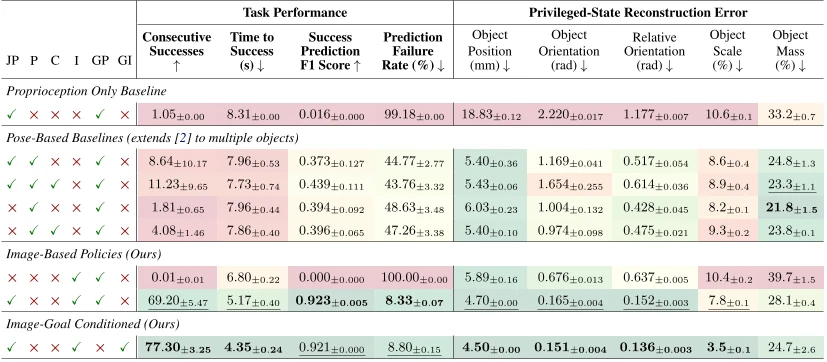 Task Performance Privileged-State Reconstruction Error
JP P C I GP GI Consecutive Successes ↑ Time to Success (s) ↓ Success Prediction F1 Score ↑ Prediction Failure Rate (%) ↓ Object Position (mm) ↓ Object Orientation (rad) ↓ Relative Orientation (rad) ↓ Object Scale (%) ↓ Object Mass (%) ↓
Proprioception Only Baseline
✓ × × × ✓ × 1.05±0.00 8.31±0.00 0.016±0.000 99.18±0.00 18.83±0.12 2.220±0.017 1.177±0.007 10.6±0.1 33.2±0.7
Pose-Based Baselines (extends [2] to multiple objects)
✓ ✓ × × ✓ × 8.64±10.17 7.96±0.53 0.373±0.127 44.77±2.77 5.40±0.36 1.169±0.041 0.517±0.054 8.6±0.4 24.8±1.3
✓ ✓ ✓ × ✓ × 11.23±9.65 7.73±0.74 0.439±0.111 43.76±3.32 5.43±0.06 1.654±0.255 0.614±0.036 8.9±0.4 23.3±1.1
× ✓ × × ✓ × 1.81±0.65 7.96±0.44 0.394±0.092 48.63±3.48 6.03±0.23 1.004±0.132 0.428±0.045 8.2±0.1 21.8±1.5
× ✓ ✓ × ✓ × 4.08±1.46 7.86±0.40 0.396±0.065 47.26±3.38 5.40±0.10 0.974±0.098 0.475±0.021 9.3±0.2 23.8±0.1
Image-Based Policies (Ours)
× × × ✓ ✓ × 0.01±0.01 6.80±0.22 0.000±0.000 100.00±0.00 5.89±0.16 0.676±0.013 0.637±0.005 10.4±0.2 39.7±1.5
✓ × × ✓ ✓ × 69.20±5.47 5.17±0.40 0.923±0.005 8.33±0.07 4.70±0.00 0.165±0.004 0.152±0.003 7.8±0.1 28.1±0.4
Image-Goal Conditioned (Ours)
✓ × × ✓ × ✓ 77.30±3.25 4.35±0.24 0.921±0.000 8.80±0.15 4.50±0.00 0.151±0.004 0.136±0.003 3.5±0.1 24.7±2.6